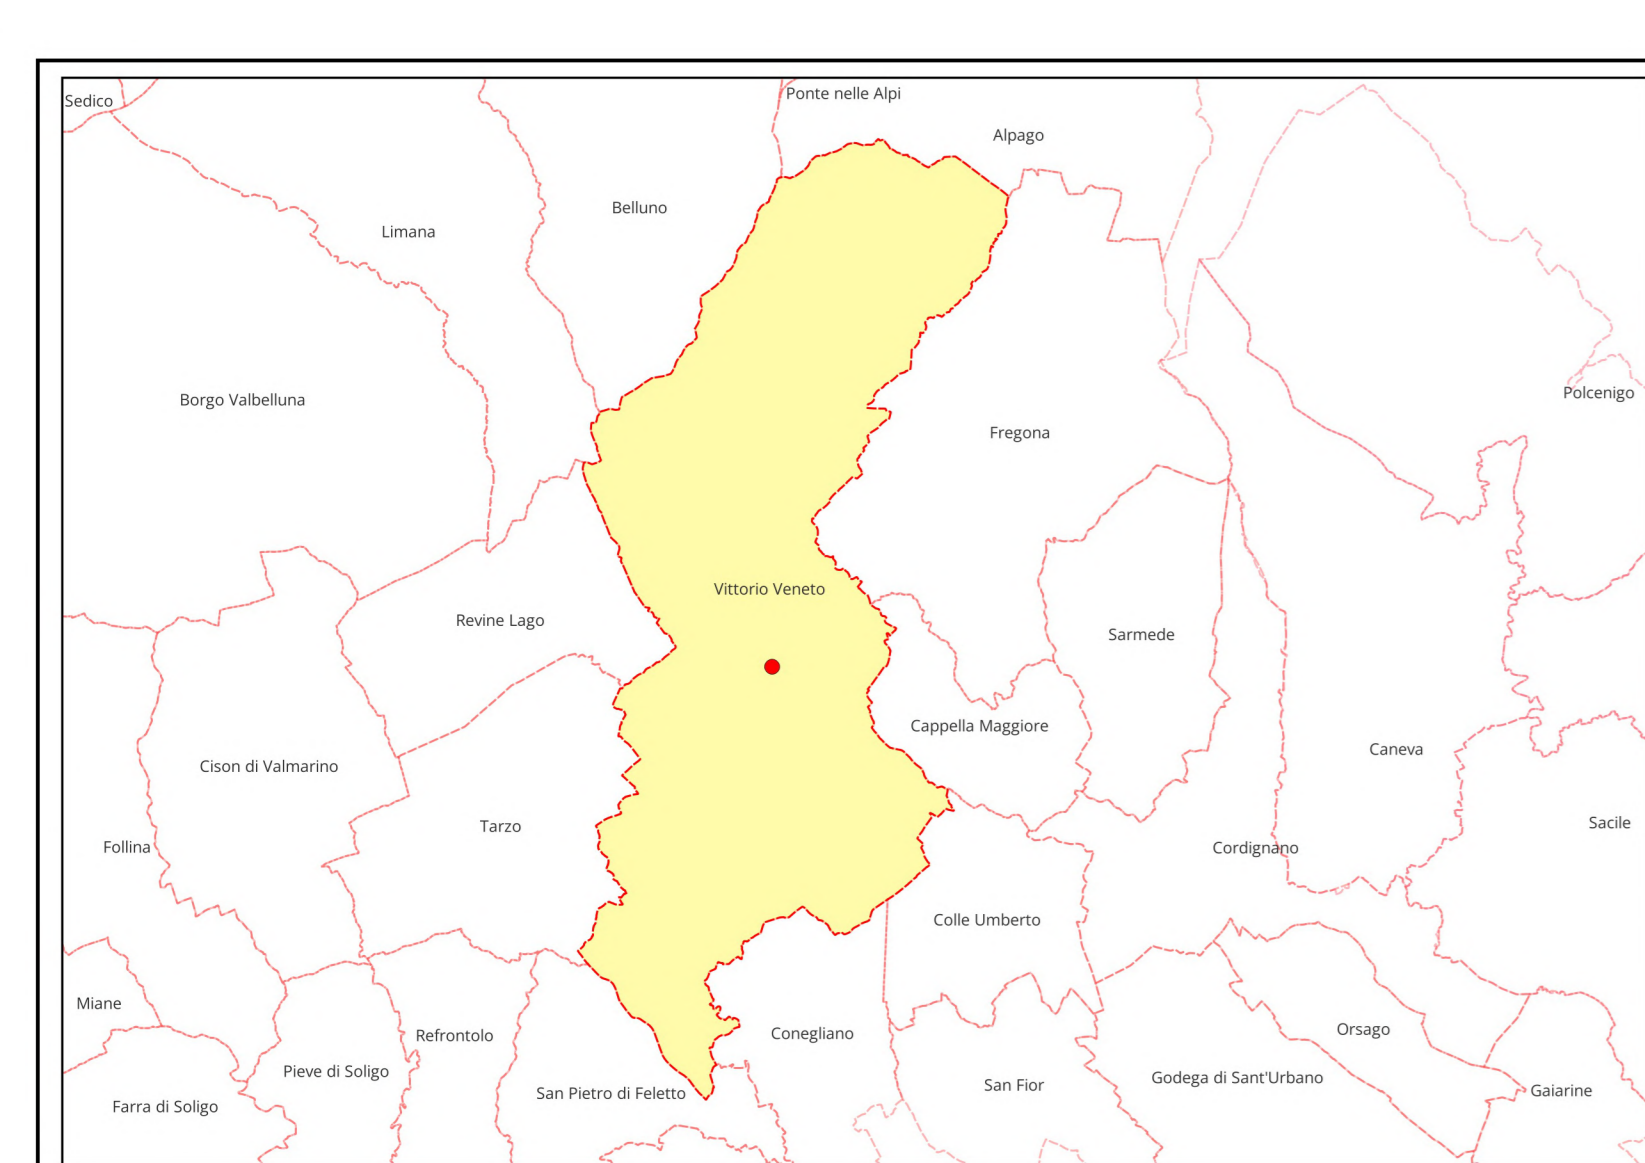 Sedico
Ponte nelle Alpi
Alpago
Belluno
Limana
Polcenigo
Borgo Valbelluna
Fregona
Vittorio Veneto
Revine Lago
Sarmede
Cappella Maggiore
Caneva
Cison di Valmarino
Sacile
Tarzo
Follina
Cordignano
Colle Umberto
Miane
Orsago
Conegliano
Refrontolo
Pieve di Soligo
Godega di Sant'Urbano
San Fior
Gaiarine
San Pietro di Feletto
Farra di Soligo